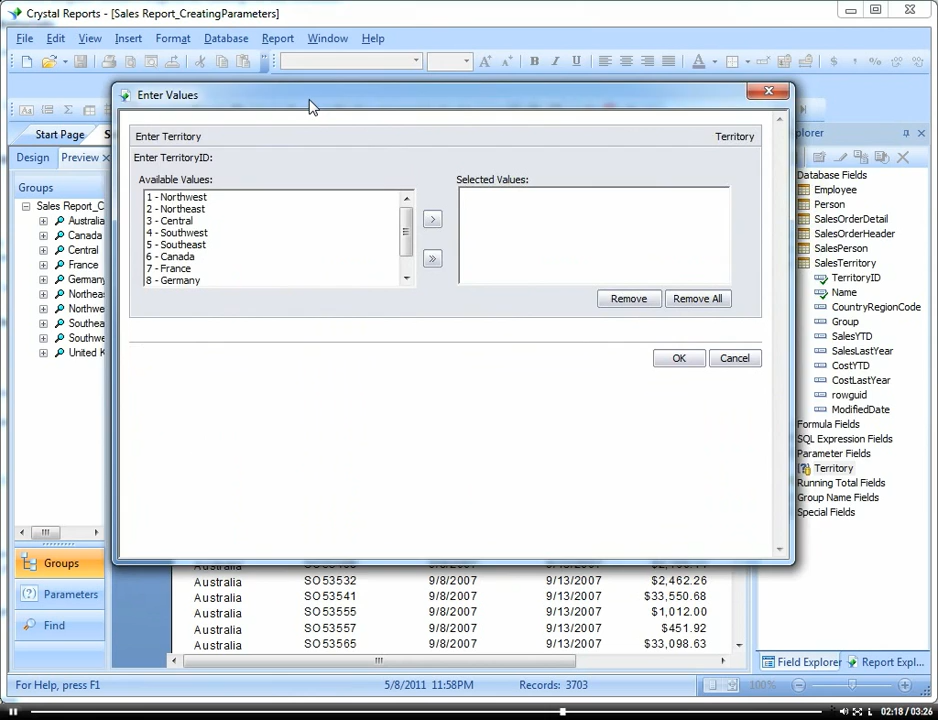 Crystal Reports - [Sales Report_CreatingParameters]
File Edit View Insert Format Database Report Window Help
Start Page S
Design Preview ×
Groups
Sales Report_C
Australia
Canada
Central
France
German
Northeas
Northwe
Southea
Southwe
United K
Groups
Parameters
Find
Enter Values
Enter Territory Territory
Enter TerritoryID:
Available Values: Selected Values:
1 - Northwest
2 - Northeast
3 - Central
4 - Southwest
5 - Southeast
6 - Canada
7 - France
8 - Germany
> 
>>
Remove Remove All
OK Cancel
plorer
Database Fields
Employee
Person
SalesOrderDetail
SalesOrderHeader
SalesPerson
SalesTerritory
TerritoryID
Name
CountryRegionCode
Group
SalesYTD
SalesLastYear
CostYTD
CostLastYear
rowguid
ModifiedDate
Formula Fields
SQL Expression Fields
Parameter Fields
Territory
Running Total Fields
Group Name Fields
Special Fields
Australia SO53532 9/8/2007 9/13/2007 $2,462.26
Australia SO53541 9/8/2007 9/13/2007 $33,550.68
Australia SO53555 9/8/2007 9/13/2007 $1,012.00
Australia SO53557 9/8/2007 9/13/2007 $451.92
Australia SO53565 9/8/2007 9/13/2007 $33,098.63
Field Explorer Report Expl...
For Help, press F1 5/8/2011 11:58PM Records: 3703 100%
02:18 / 03:26